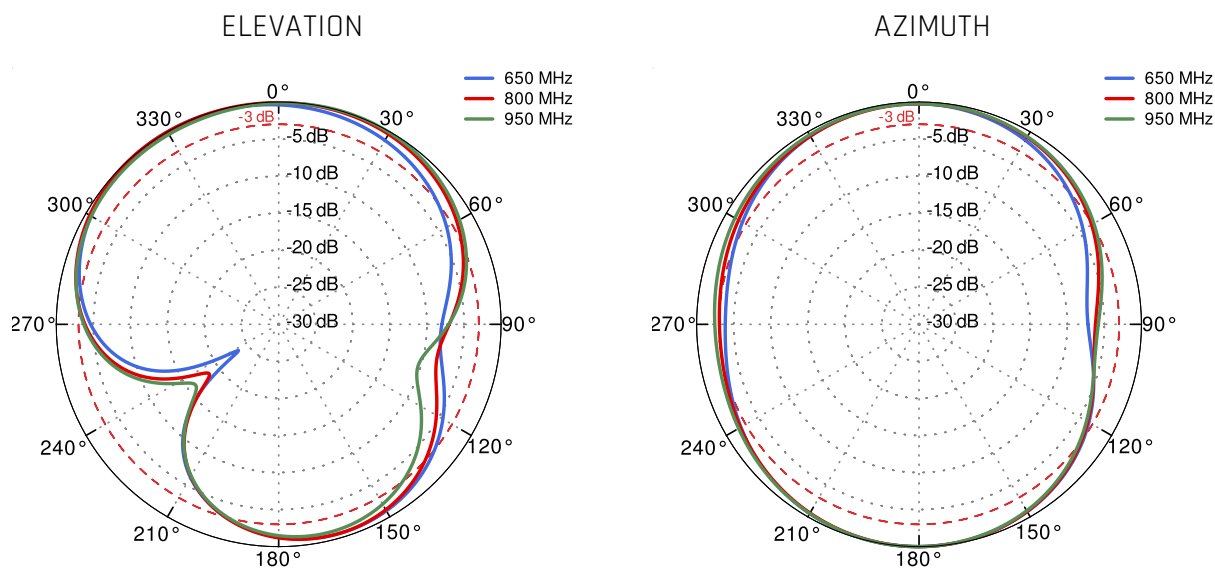 ELEVATION
650 MHz
800 MHz
950 MHz
0°
30°
60°
90°
120°
150°
180°
210°
240°
270°
300°
330°
-3 dB
-5 dB
-10 dB
-15 dB
-20 dB
-25 dB
-30 dB
AZIMUTH
650 MHz
800 MHz
950 MHz
0°
30°
60°
90°
120°
150°
180°
210°
240°
270°
300°
330°
-3 dB
-5 dB
-10 dB
-15 dB
-20 dB
-25 dB
-30 dB